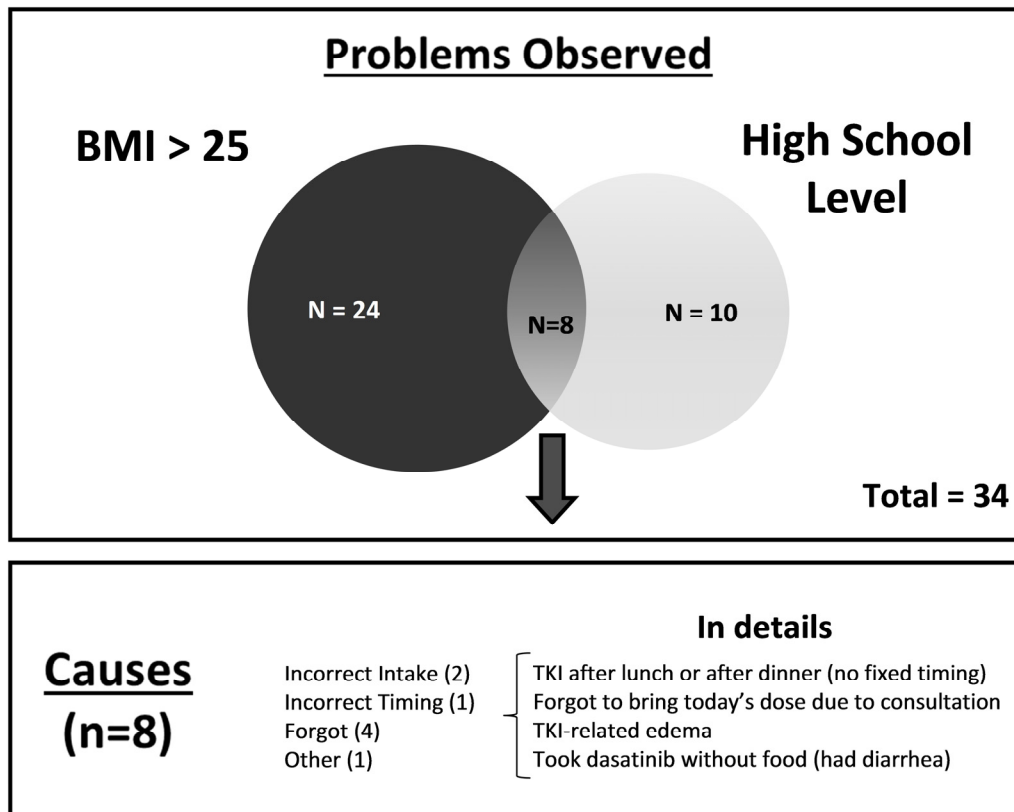 Problems Observed
BMI > 25
High School
Level
N = 24
N=8
N = 10
Total = 34
Causes
(n=8)
Incorrect Intake (2)
Incorrect Timing (1)
Forgot (4)
Other (1)
In details
TKI after lunch or after dinner (no fixed timing)
Forgot to bring today’s dose due to consultation
TKI-related edema
Took dasatinib without food (had diarrhea)